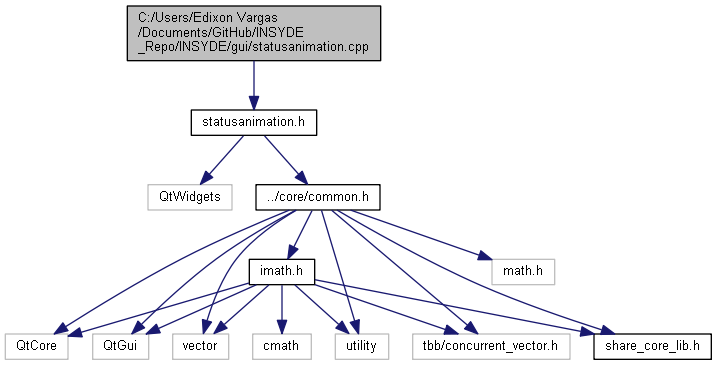 C:/Users/Edixon Vargas
/Documents/GitHub/INSYDE
_Repo/INSYDE/gui/statusanimation.cpp
statusanimation.h
QtWidgets
../core/common.h
imath.h
math.h
QtCore
QtGui
vector
cmath
utility
tbb/concurrent_vector.h
share_core_lib.h